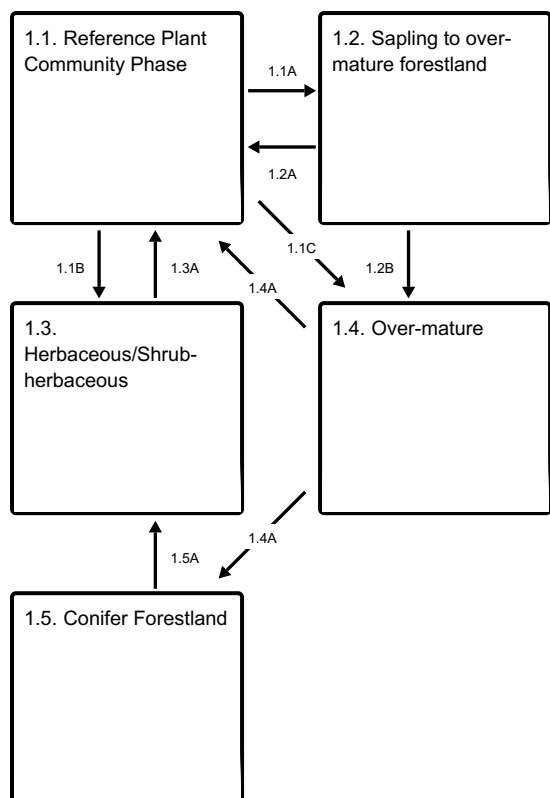 1.1. Reference Plant
Community Phase
1.2. Sapling to over-
mature forestland
1.1A
1.2A
1.1B
1.3A
1.1C
1.4A
1.2B
1.3.
Herbaceous/Shrub-
herbaceous
1.4. Over-mature
1.5A
1.4A
1.5. Conifer Forestland